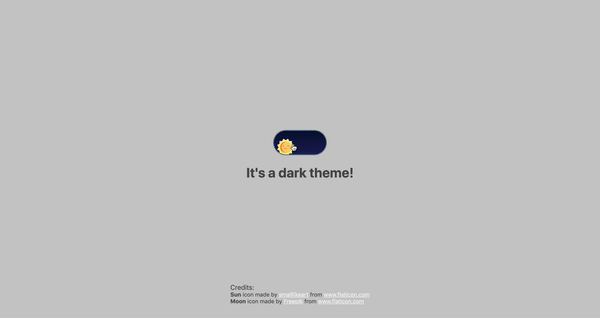 It's a dark theme!
Credits:
Sun icon made by smalllikeart from www.flaticon.com
Moon icon made by Freepik from www.flaticon.com